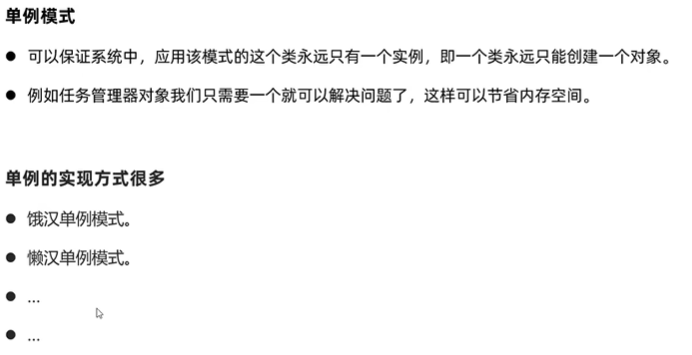 单例模式
● 可以保证系统中，应用该模式的这个类永远只有一个实例，即一个类永远只能创建一个对象。
● 例如任务管理器对象我们只需要一个就可以解决问题了，这样可以节省内存空间。
单例的实现方式很多
● 饿汉单例模式。
● 懒汉单例模式。
● ...
● ...